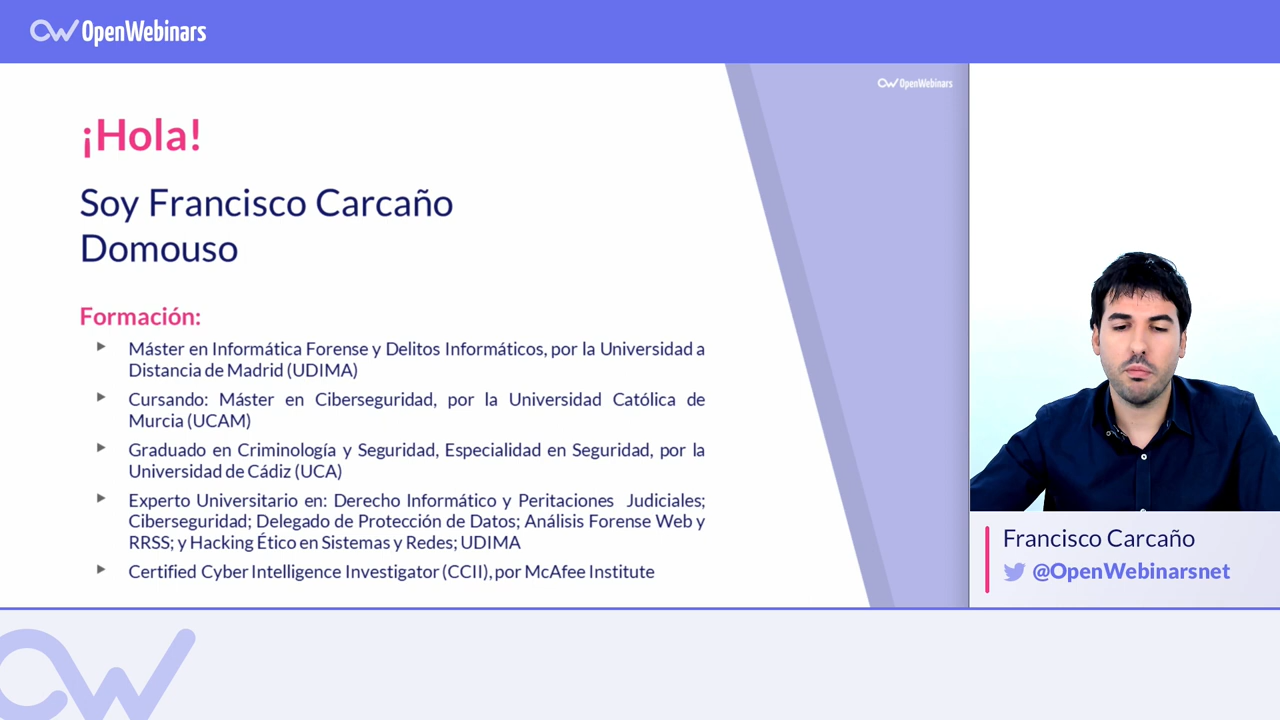 OpenWebinars
OpenWebinars
¡Hola!
Soy Francisco Carcaño
Domouso
Formación:
Máster en Informática Forense y Delitos Informáticos, por la Universidad a
Distancia de Madrid (UDIMA)
Cursando: Máster en Ciberseguridad, por la Universidad Católica de
Murcia (UCAM)
Graduado en Criminología y Seguridad, Especialidad en Seguridad, por la
Universidad de Cádiz (UCA)
Experto Universitario en: Derecho Informático y Peritaciones Judiciales;
Ciberseguridad; Delegado de Protección de Datos; Análisis Forense Web y
RRSS; y Hacking Ético en Sistemas y Redes; UDIMA
Certified Cyber Intelligence Investigator (CCII), por McAfee Institute
Francisco Carcaño
@OpenWebinarsnet